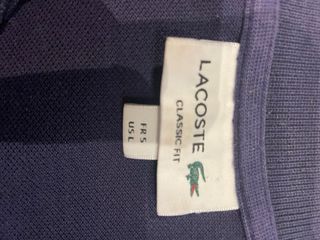 LACOSTE
CLASSIC FIT
FR 5
US L